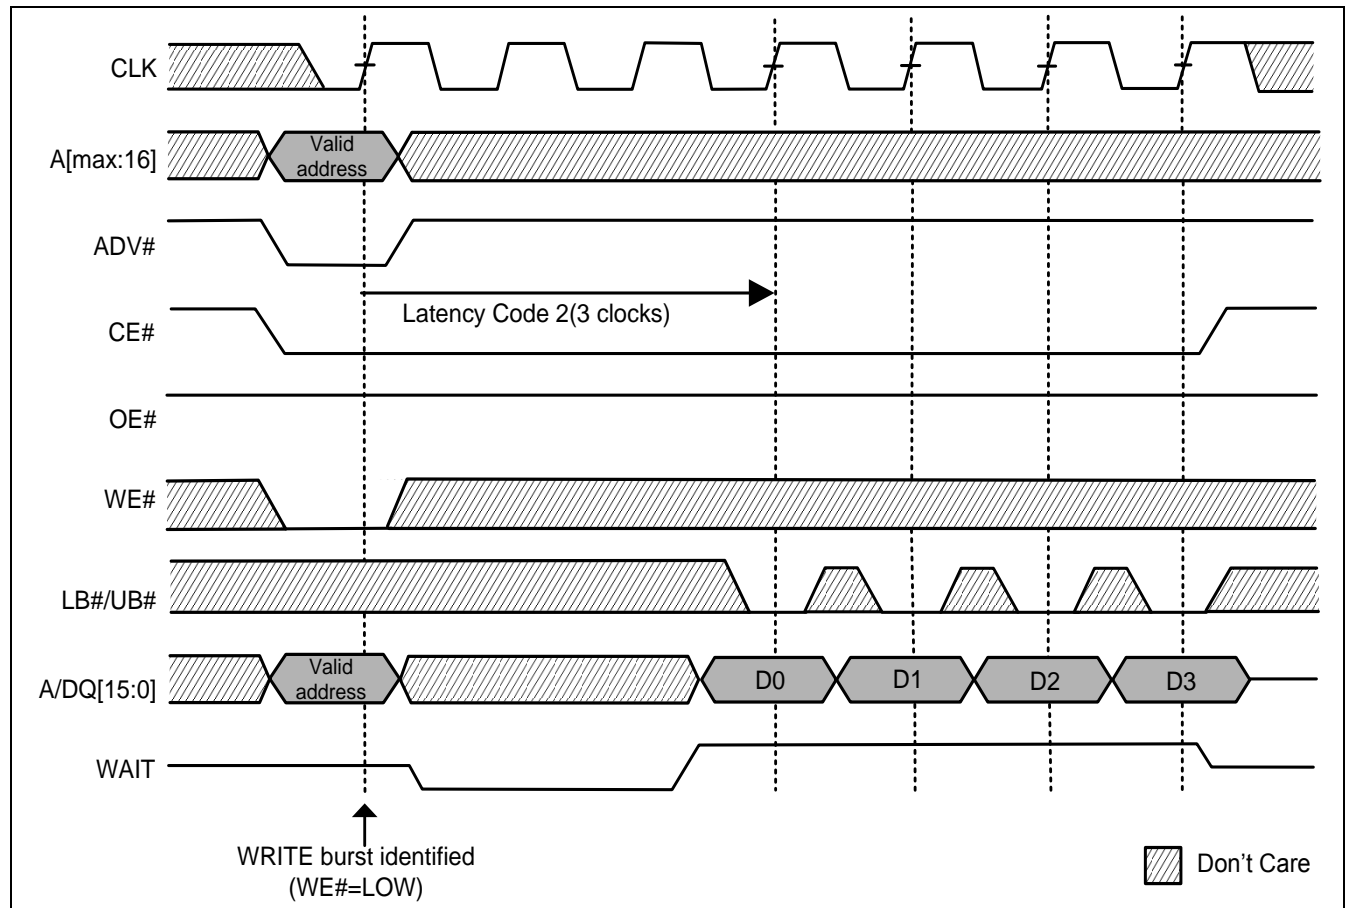 CLK
A[max:16]
Valid
address
ADV#
Latency Code 2(3 clocks)
CE#
OE#
WE#
LB#/UB#
A/DQ[15:0]
Valid
address
D0
D1
D2
D3
WAIT
WRITE burst identified
(WE#=LOW)
Don't Care